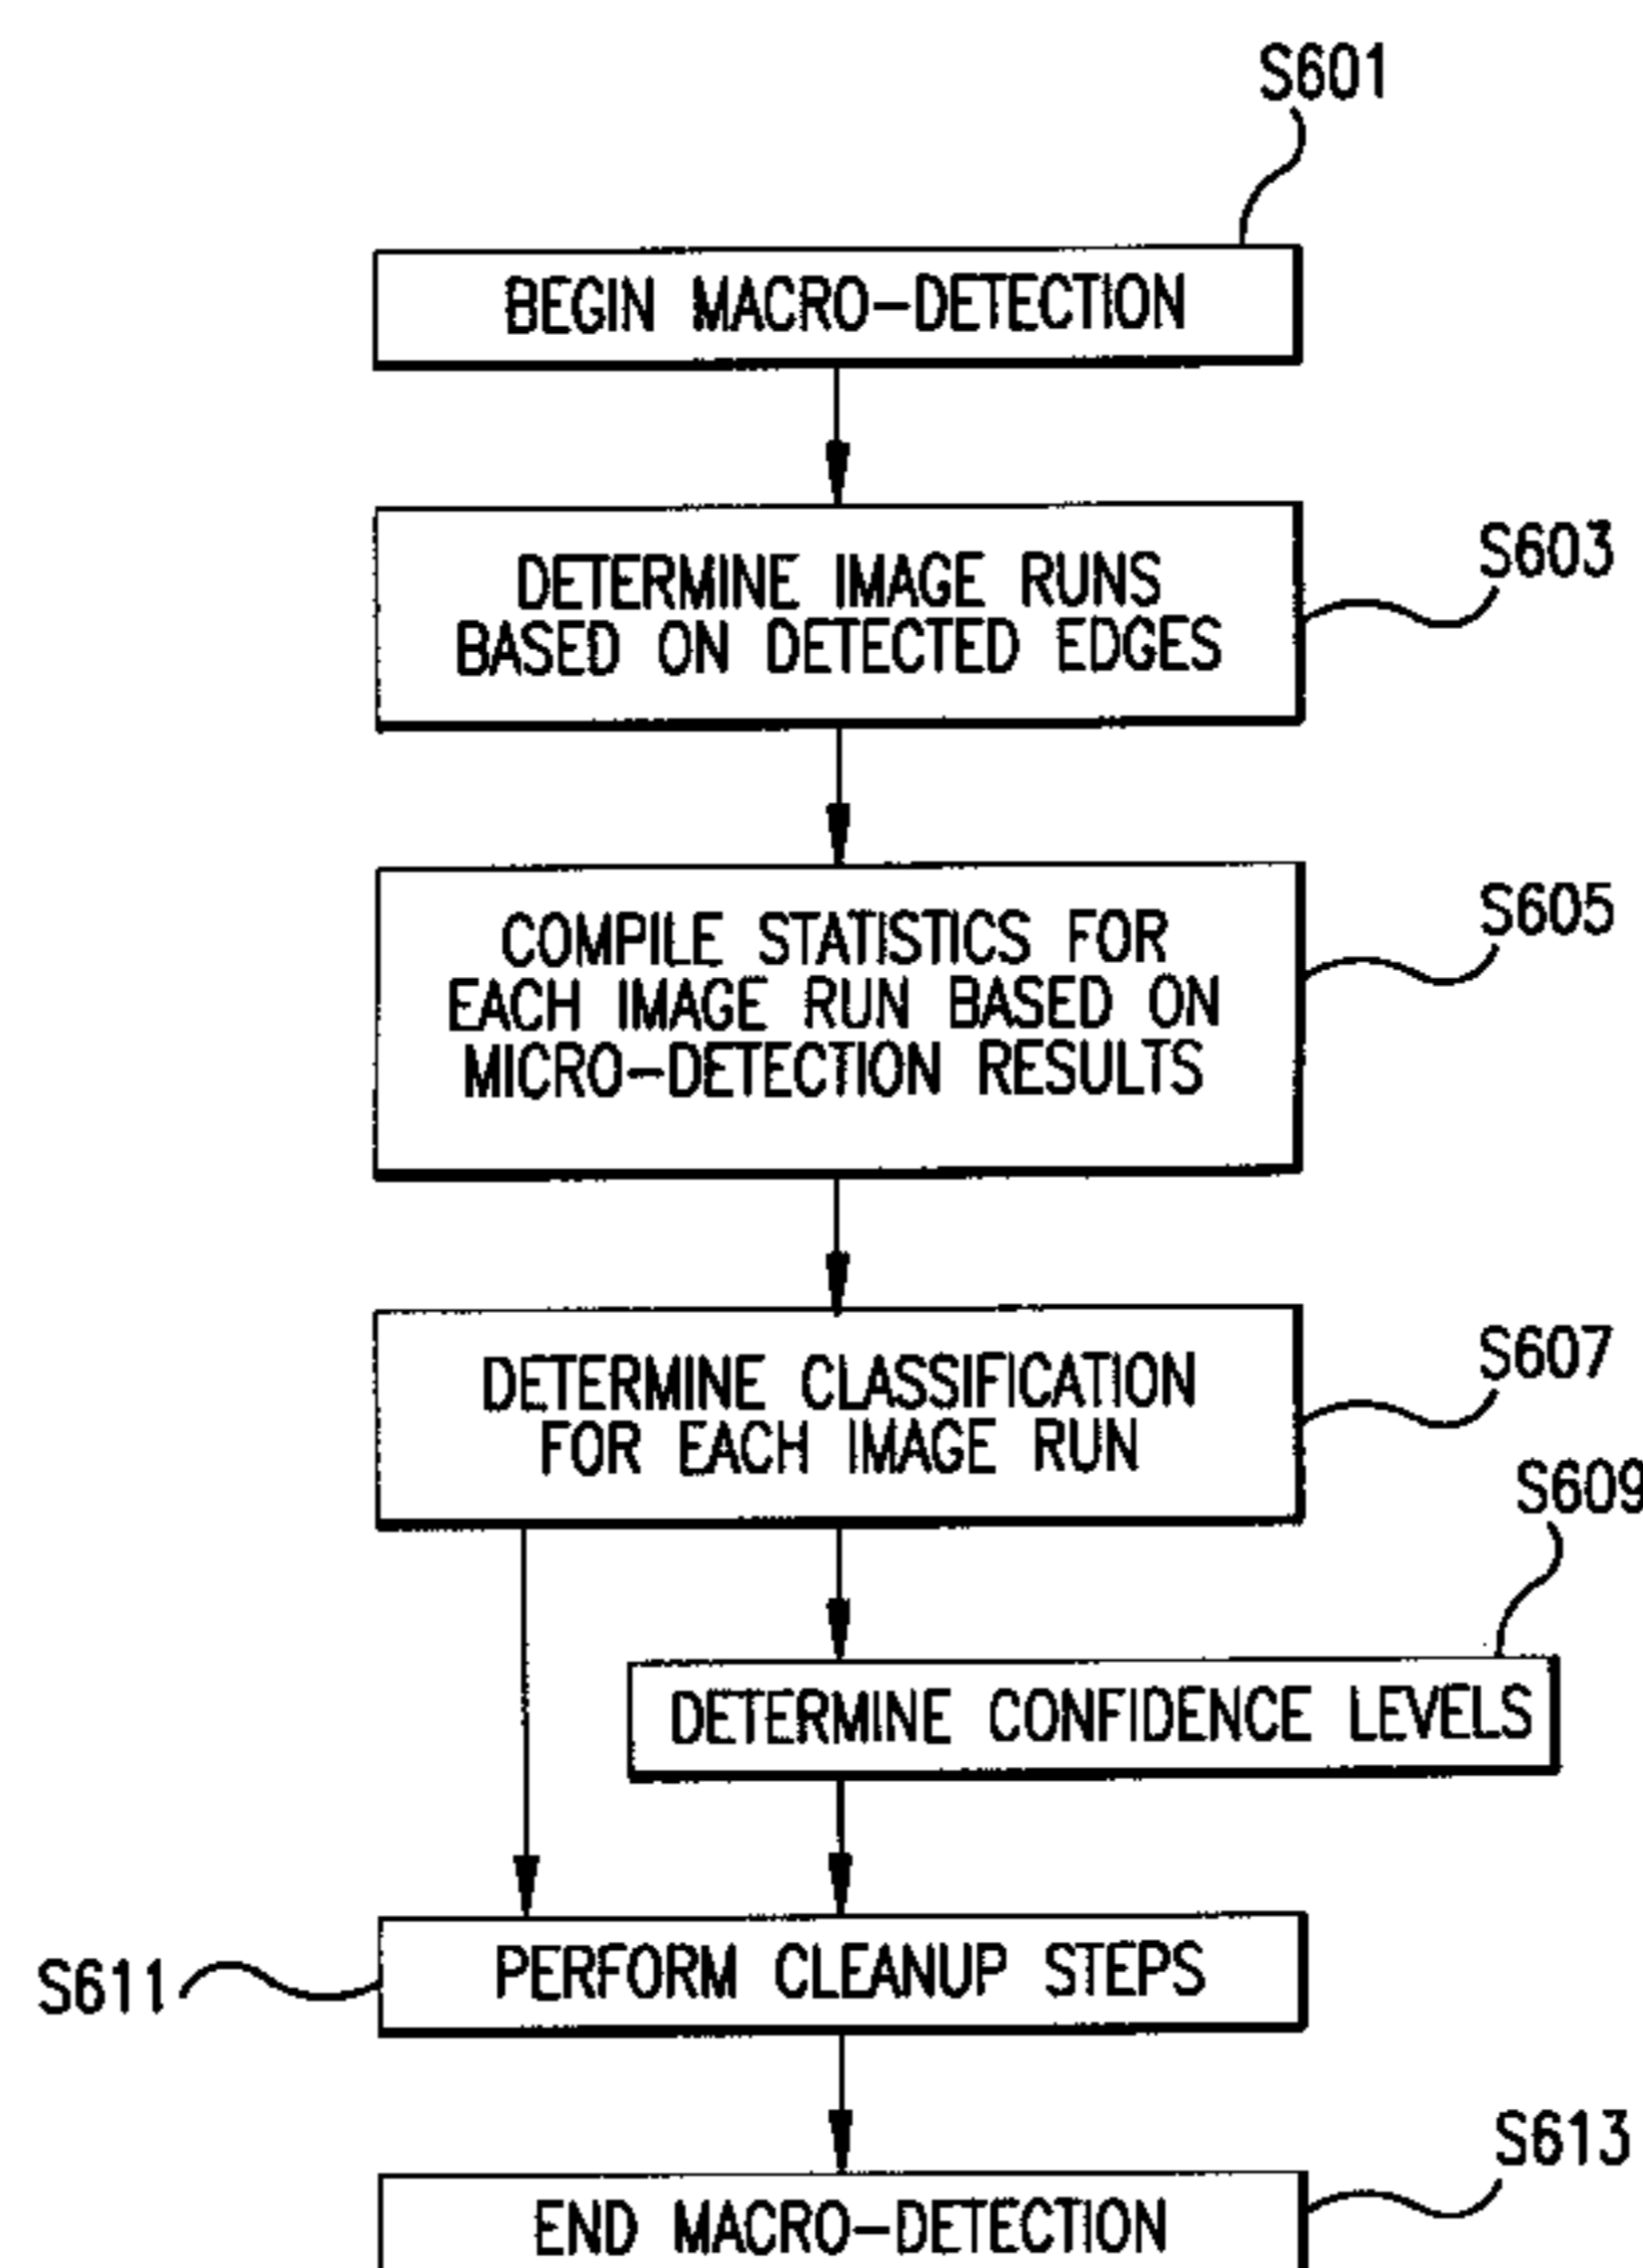 S601
BEGIN MACRO-DETECTION
DETERMINE IMAGE RUNS
BASED ON DETECTED EDGES
S603
COMPILE STATISTICS FOR
EACH IMAGE RUN BASED ON
MICRO-DETECTION RESULTS
S605
DETERMINE CLASSIFICATION
FOR EACH IMAGE RUN
S607
S609
DETERMINE CONFIDENCE LEVELS
S611
PERFORM CLEANUP STEPS
S613
END MACRO-DETECTION